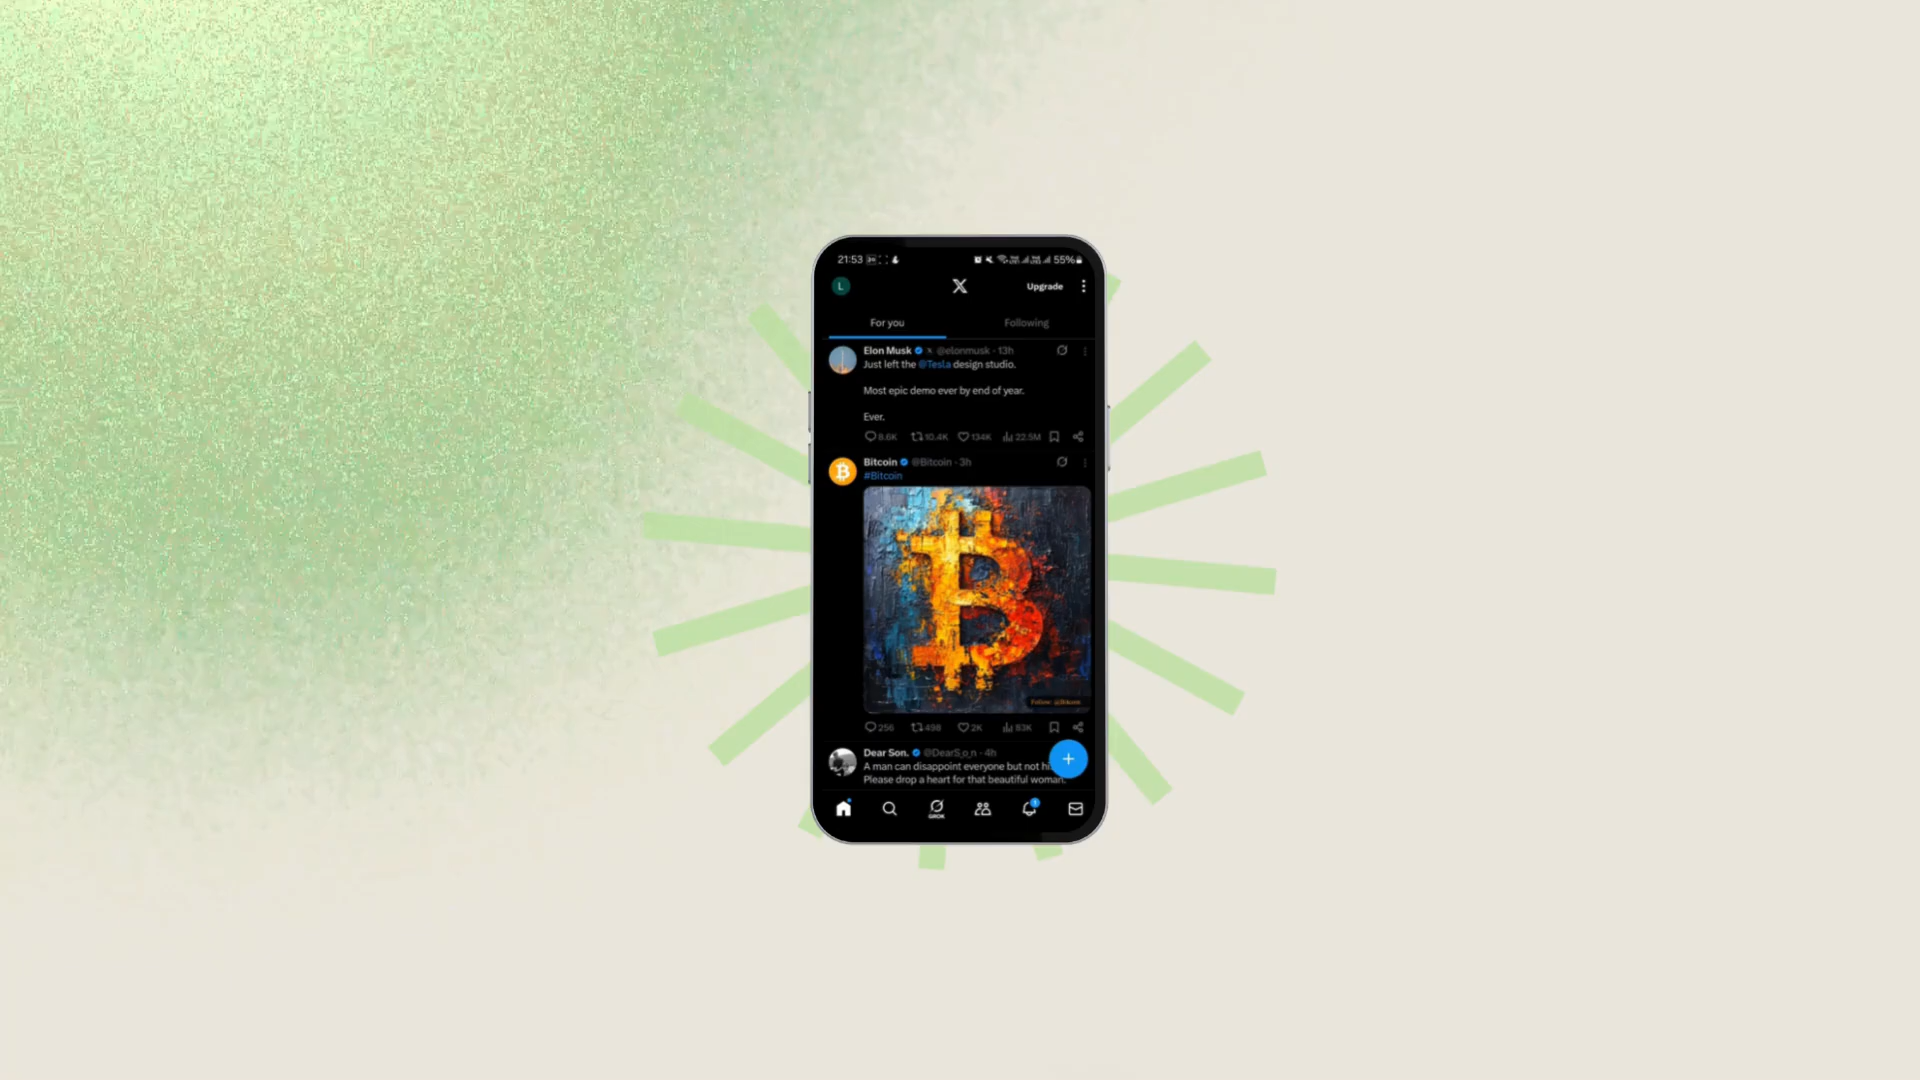 21:53
55%
L
Upgrade
For you
Following
Elon Musk @elonmusk · 13h
Just left the @Tesla design studio.
Most epic demo ever by end of year.
Ever.
8.6K 10.4K 134K 22.5M
Bitcoin @Bitcoin · 3h
#Bitcoin
Follow
256 498 2K 83K
Dear Son. @DearS_o_n · 4h
A man can disappoint everyone but not
Please drop a heart for that beautiful woman.
GROK